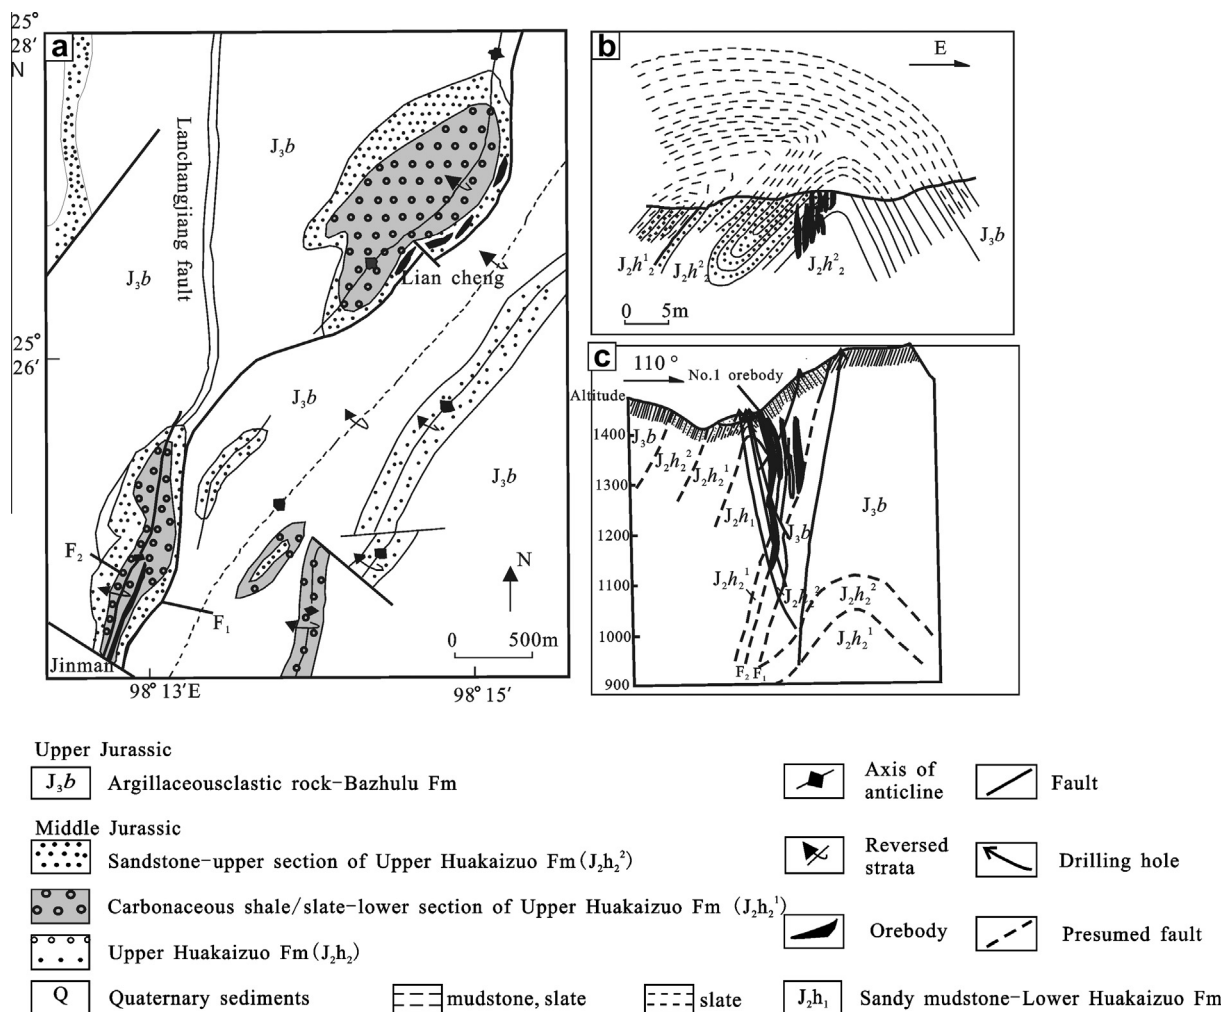 25°
28′
N
a
Lanchangjiang fault
J₃b
J₃b
Lian cheng
25°
26′
J₃b
J₃b
F₂
F₁
N
0 500m
Jinman
98° 13′E
98° 15′
b
E
J₂h₂¹
J₂h₂²
J₂h₂²
J₃b
0 5m
c
110°
No.1 orebody
Altitude
1400
1300
1200
1100
1000
900
J₃b
J₂h₂²
J₂h₂¹
J₂h₁
J₃b
J₃b
J₂h₂¹
J₂h₂²
J₂h₂²
J₂h₂¹
F₂ F₁
Upper Jurassic
J₃b Argillaceousclastic rock-Bazhulu Fm
Middle Jurassic
Sandstone-upper section of Upper Huakaizuo Fm(J₂h₂²)
Carbonaceous shale/slate-lower section of Upper Huakaizuo Fm (J₂h₂¹)
Upper Huakaizuo Fm(J₂h₂)
Q Quaternary sediments
mudstone, slate
slate
J₂h₁ Sandy mudstone-Lower Huakaizuo Fm
Axis of
anticline
Fault
Reversed
strata
Drilling hole
Orebody
Presumed fault